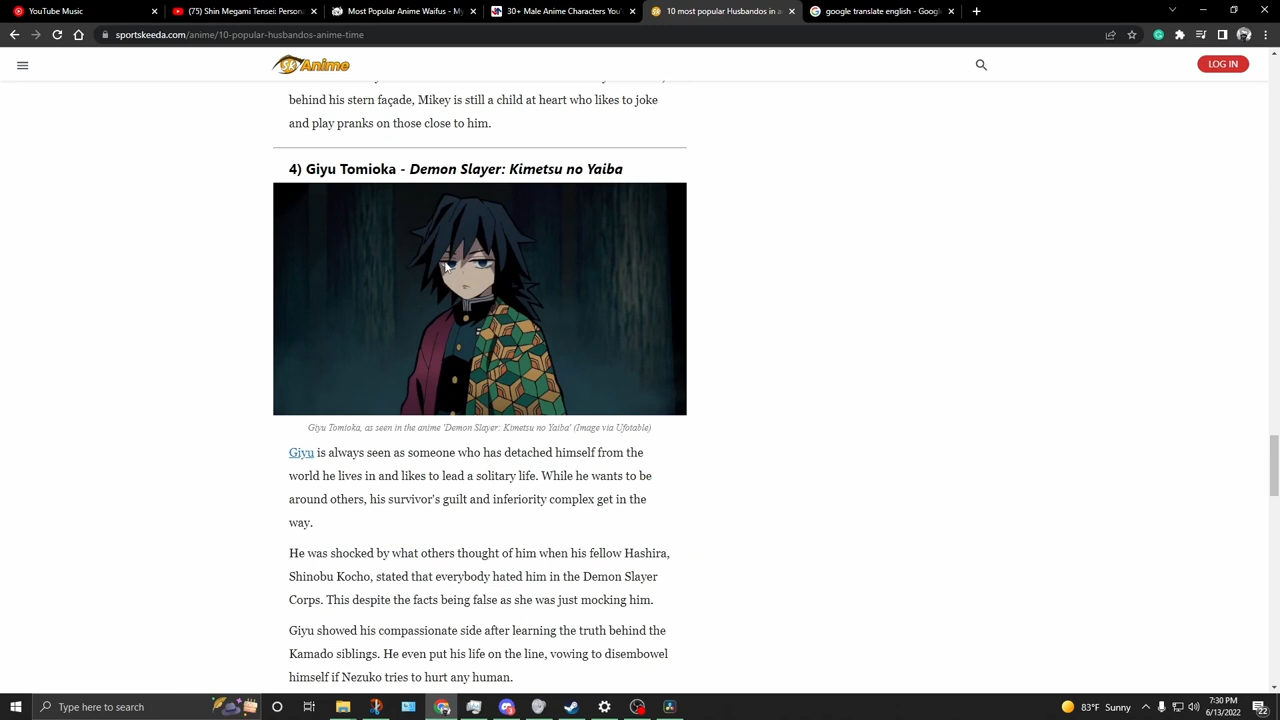 YouTube Music
(75) Shin Megami Tensei: Person
Most Popular Anime Waifus - My
30+ Male Anime Characters You'
10 most popular Husbandos in a
google translate english - Googl
sportskeeda.com/anime/10-popular-husbandos-anime-time
SK Anime
LOG IN
behind his stern façade, Mikey is still a child at heart who likes to joke
and play pranks on those close to him.
4) Giyu Tomioka - Demon Slayer: Kimetsu no Yaiba
Giyu Tomioka, as seen in the anime 'Demon Slayer: Kimetsu no Yaiba' (Image via Ufotable)
Giyu is always seen as someone who has detached himself from the
world he lives in and likes to lead a solitary life. While he wants to be
around others, his survivor's guilt and inferiority complex get in the
way.
He was shocked by what others thought of him when his fellow Hashira,
Shinobu Kocho, stated that everybody hated him in the Demon Slayer
Corps. This despite the facts being false as she was just mocking him.
Giyu showed his compassionate side after learning the truth behind the
Kamado siblings. He even put his life on the line, vowing to disembowel
himself if Nezuko tries to hurt any human.
Type here to search
83°F Sunny
7:30 PM
6/13/2022
22